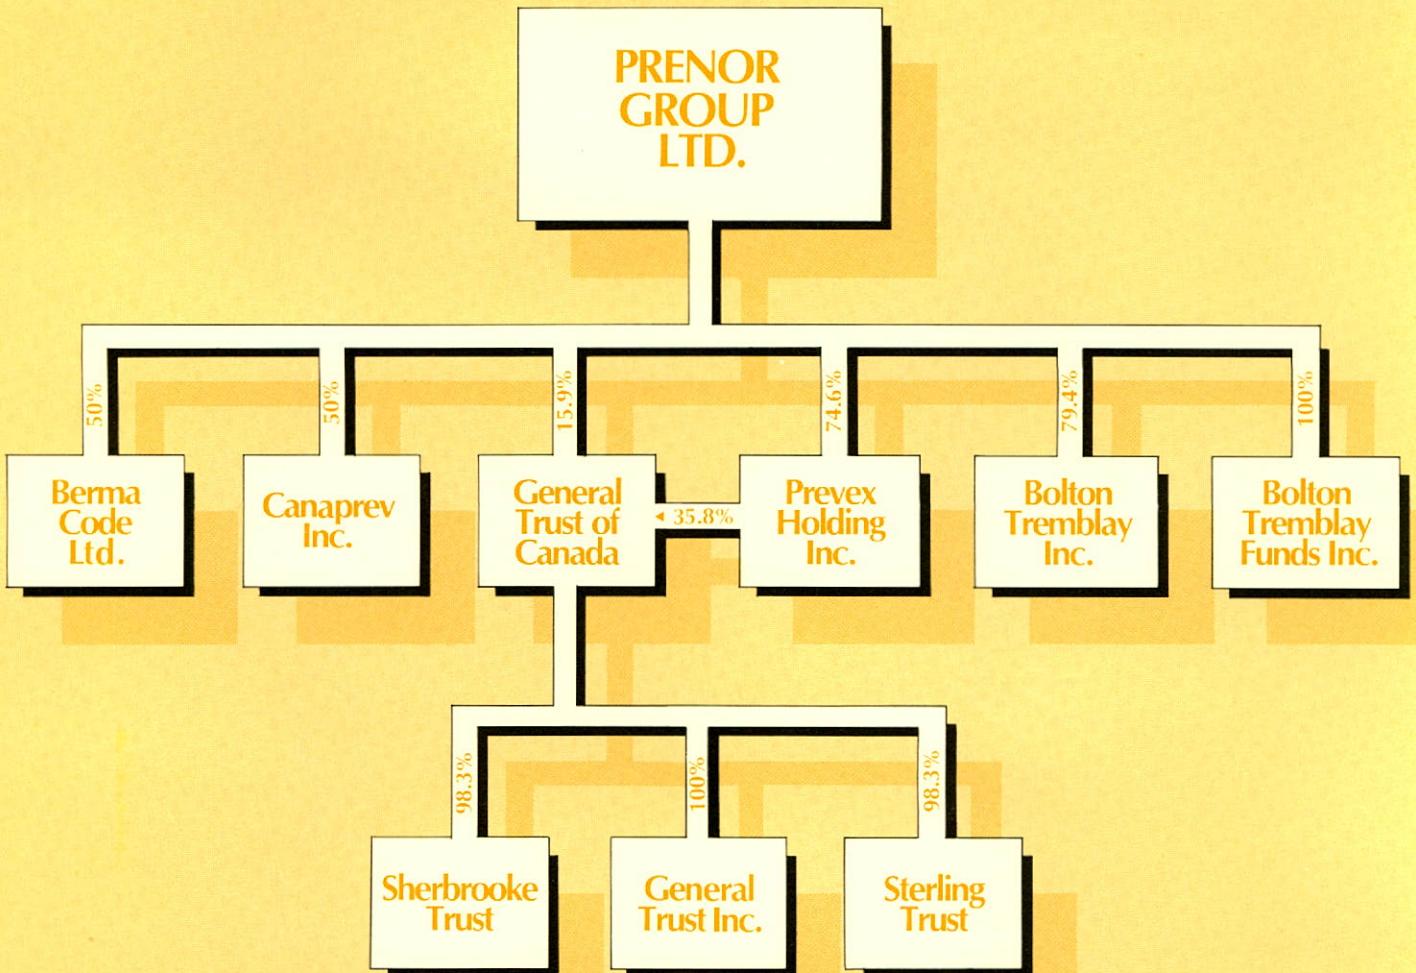 PRENOR
GROUP
LTD.
50%
50%
15.9%
74.6%
79.4%
100%
Berma
Code
Ltd.
Canaprev
Inc.
General
Trust of
Canada
◄ 35.8%
Prevex
Holding
Inc.
Bolton
Tremblay
Inc.
Bolton
Tremblay
Funds Inc.
98.3%
100%
98.3%
Sherbrooke
Trust
General
Trust Inc.
Sterling
Trust